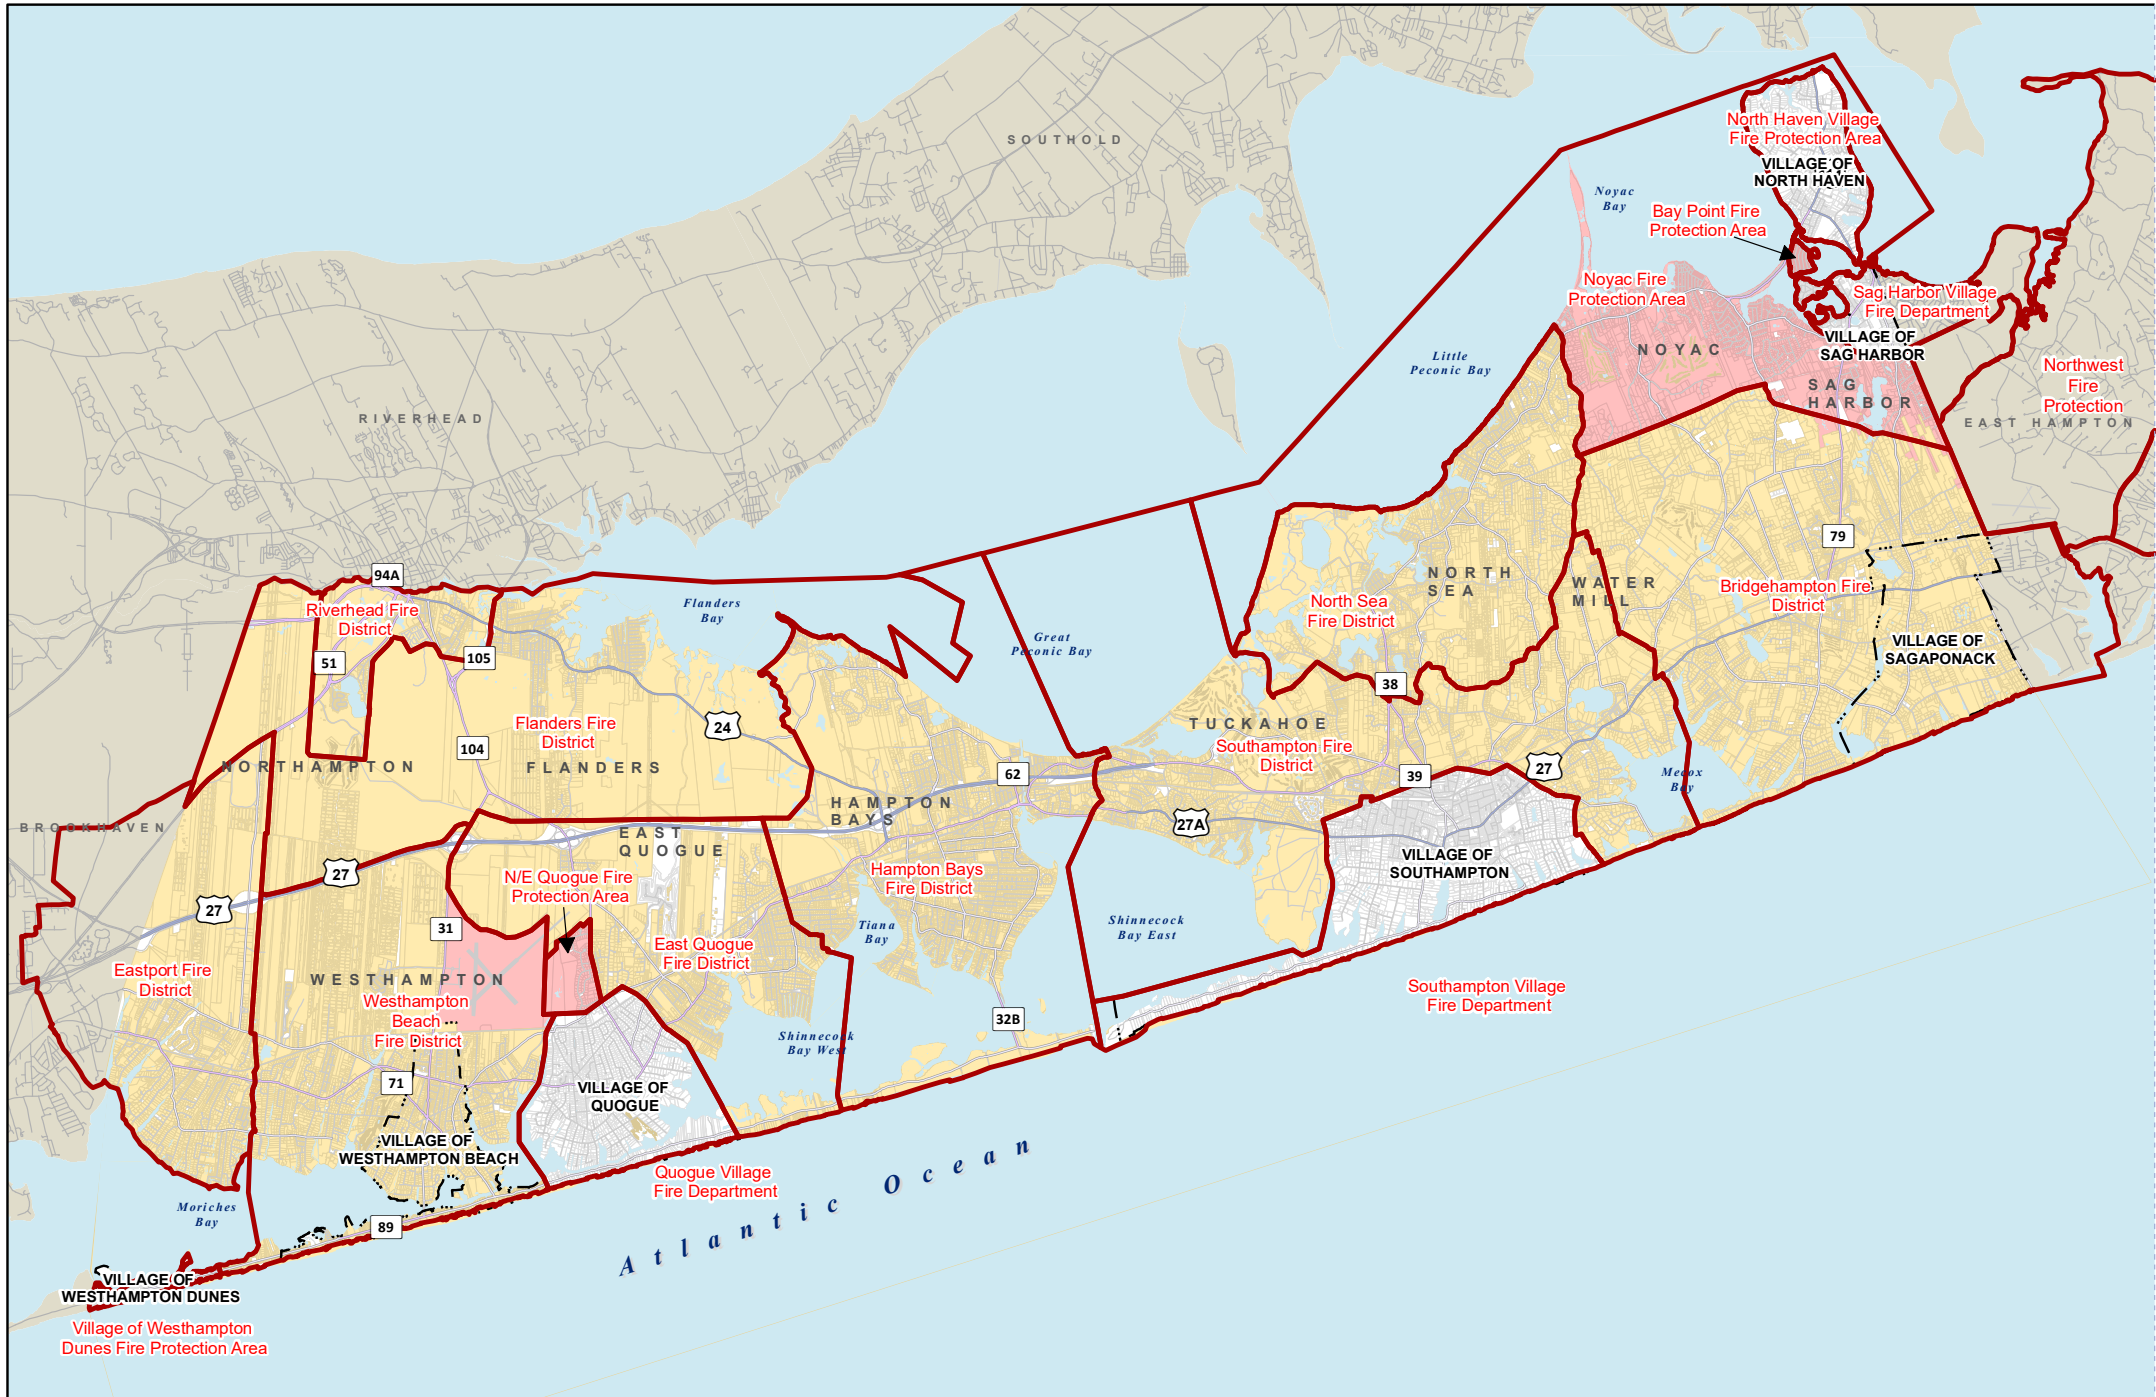 SOUTHOLD
North Haven Village
Fire Protection Area
VILLAGE OF
NORTH HAVEN
Noyac
Bay
Bay Point Fire
Protection Area
Noyac Fire
Protection Area
Sag Harbor Village
Fire Department
VILLAGE OF
SAG HARBOR
NOYAC
Little
Peconic Bay
SAG
HARBOR
Northwest
Fire
Protection
EAST HAMPTON
RIVERHEAD
79
94A
Riverhead Fire
District
Flanders
Bay
Great
Peconic Bay
NORTH
SEA
North Sea
Fire District
WATER
MILL
Bridgehampton Fire
District
VILLAGE OF
SAGAPONACK
51
105
38
Flanders Fire
District
24
TUCKAHOE
Southampton Fire
District
104
NORTHAMPTON
FLANDERS
62
39
27
Mecox
Bay
HAMPTON
BAYS
BROOKHAVEN
EAST
QUOGUE
27A
VILLAGE OF
SOUTHAMPTON
27
27
N/E Quogue Fire
Protection Area
Hampton Bays
Fire District
31
Tiana
Bay
Shinnecock
Bay East
East Quogue
Fire District
Eastport Fire
District
WESTHAMPTON
Westhampton
Beach
Fire District
Southampton Village
Fire Department
32B
Shinnecock
Bay West
71
VILLAGE OF
QUOGUE
VILLAGE OF
WESTHAMPTON BEACH
Quogue Village
Fire Department
Atlantic Ocean
Moriches
Bay
89
VILLAGE OF
WESTHAMPTON DUNES
Village of Westhampton
Dunes Fire Protection Area